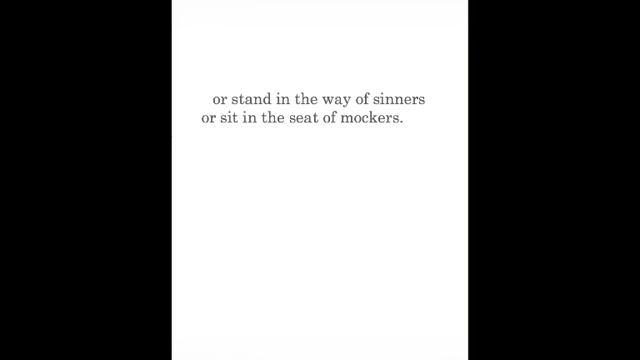 or stand in the way of sinners
or sit in the seat of mockers.